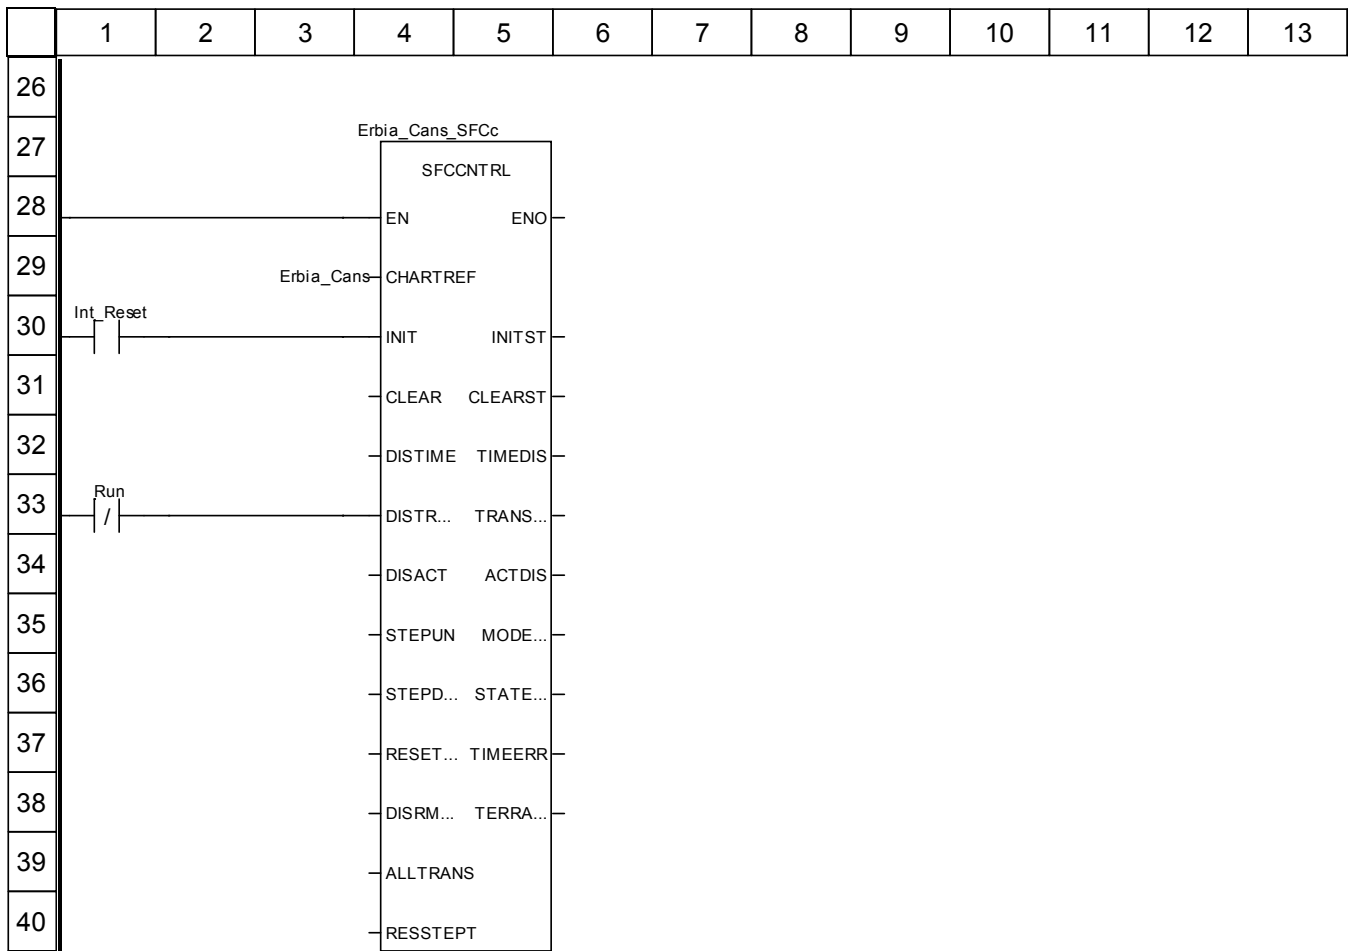 1 2 3 4 5 6 7 8 9 10 11 12 13
26
27 Erbia_Cans_SFCc
SFCCNTRL
28 EN ENO
29 Erbia_Cans CHARTREF
Int_Reset
30 INIT INITST
31 CLEAR CLEARST
32 DISTIME TIMEDIS
Run
33 / DISTR... TRANS...
34 DISACT ACTDIS
35 STEPUN MODE...
36 STEPD... STATE...
37 RESET... TIMEERR
38 DISRM... TERRA...
39 ALLTRANS
40 RESSTEPT